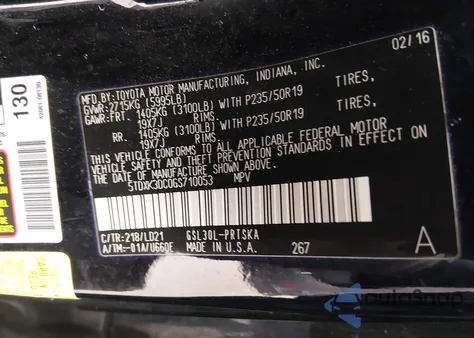 MFD. BY: TOYOTA MOTOR MANUFACTURING, INDIANA, INC. 02/16
GVWR: 2715KG (5995LB)
GAWR: FRT. 1405KG (3100LB) WITH P235/50R19 TIRES,
19X7J RIMS.
RR. 1405KG (3100LB) WITH P235/50R19 TIRES,
19X7J RIMS.
THIS VEHICLE CONFORMS TO ALL APPLICABLE FEDERAL MOTOR
VEHICLE SAFETY AND THEFT PREVENTION STANDARDS IN
EFFECT ON THE DATE OF MANUFACTURE SHOWN ABOVE.
5TDXK3DC0GS710053 MPV
C/TR: 218/LD21 GSL30L-PRTSKA
A/TM: -01A/U660E MADE IN U.S.A. 267 A
130
autoSnap